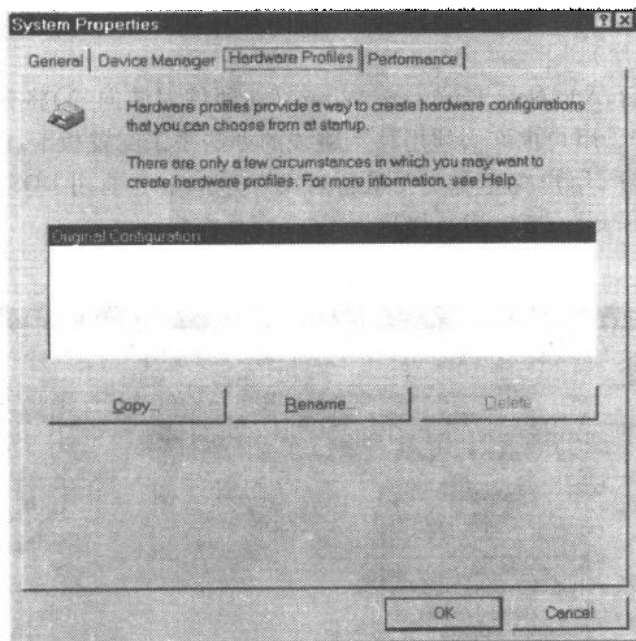 System Properties
General
Device Manager
Hardware Profiles
Performance
Hardware profiles provide a way to create hardware configurations
that you can choose from at startup.
There are only a few circumstances in which you may want to
create hardware profiles. For more information, see Help.
Original Configuration
Copy...
Rename...
Delete
OK
Cancel